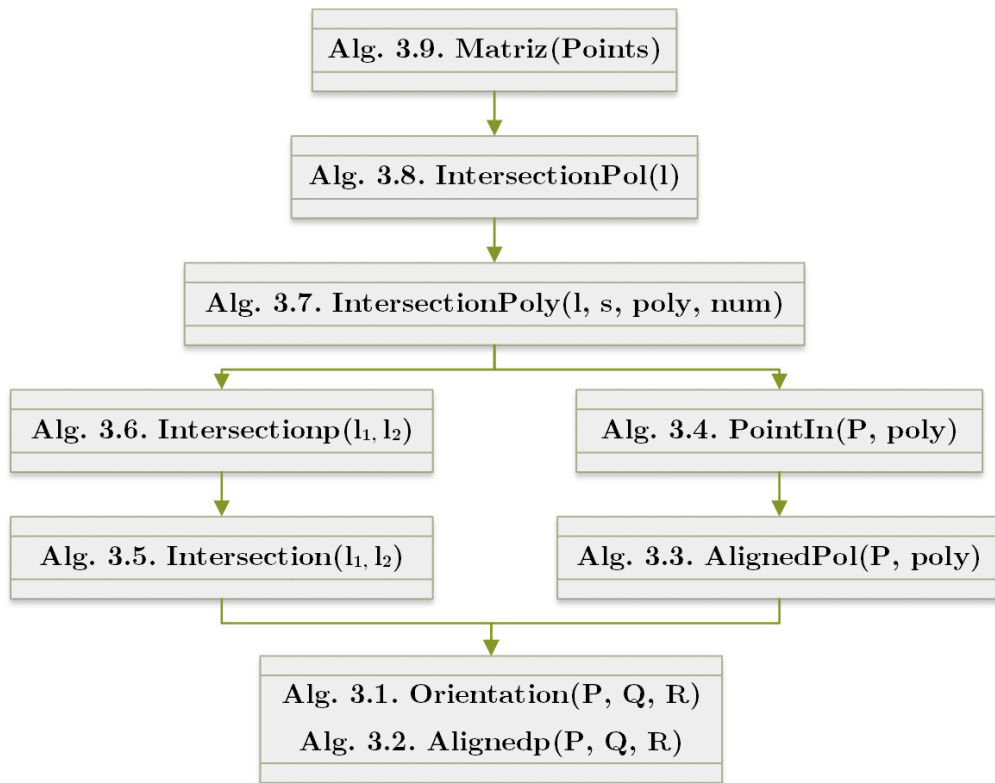 Alg. 3.9. Matriz(Points)
Alg. 3.8. IntersectionPol(l)
Alg. 3.7. IntersectionPoly(l, s, poly, num)
Alg. 3.6. Intersectionp(l₁, l₂)
Alg. 3.4. PointIn(P, poly)
Alg. 3.5. Intersection(l₁, l₂)
Alg. 3.3. AlignedPol(P, poly)
Alg. 3.1. Orientation(P, Q, R)
Alg. 3.2. Alignedp(P, Q, R)